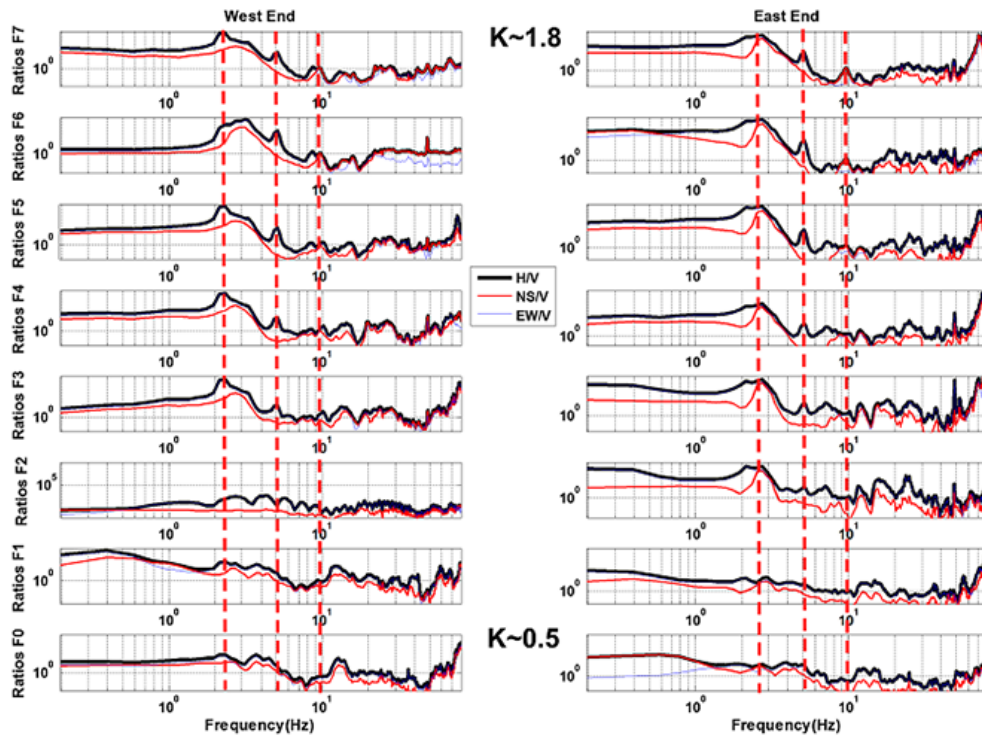 West End
East End
K~1.8
Ratios F7
10^0
10^0
10^0
10^1
10^0
10^1
Ratios F6
10^0
10^0
10^0
10^1
10^0
10^1
Ratios F5
10^0
10^0
10^0
10^1
10^0
10^1
H/V
NS/V
EW/V
Ratios F4
10^0
10^0
10^0
10^1
10^0
10^1
Ratios F3
10^0
10^0
10^0
10^1
10^0
10^1
Ratios F2
10^5
10^0
10^0
10^1
10^0
10^1
Ratios F1
10^0
10^0
10^0
10^1
10^0
10^1
K~0.5
Ratios F0
10^0
10^0
10^0
10^1
10^0
10^1
Frequency(Hz)
Frequency(Hz)